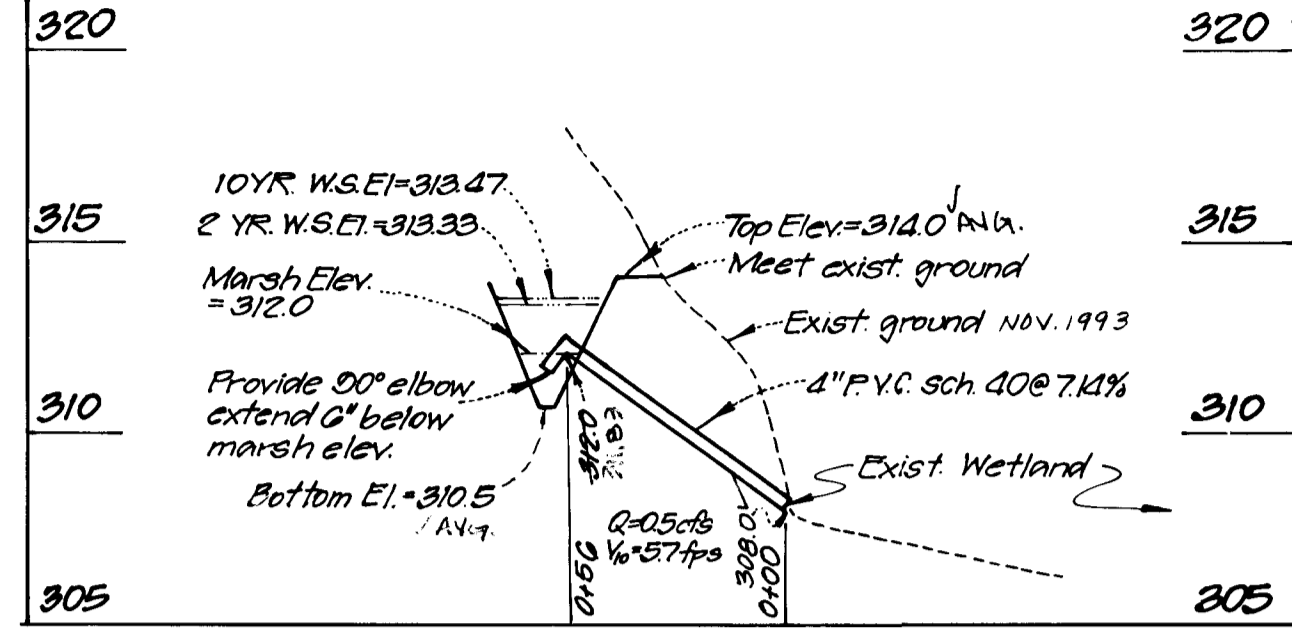 320
320
10YR. W.S.El=313.47
2 YR. W.S.El.=313.33
315
Top Elev.=314.0 AVG.
315
Meet exist. ground
Marsh Elev.
= 312.0
Exist. ground NOV. 1993
Provide 90° elbow
extend 6" below
marsh elev.
4" P.V.C. sch. 40 @ 7.14%
310
310
Exist. Wetland
Bottom El.=310.5
AVG.
312.0
Q=0.5cfs
V10=5.7fps
308.0
0+56
0+00
305
305